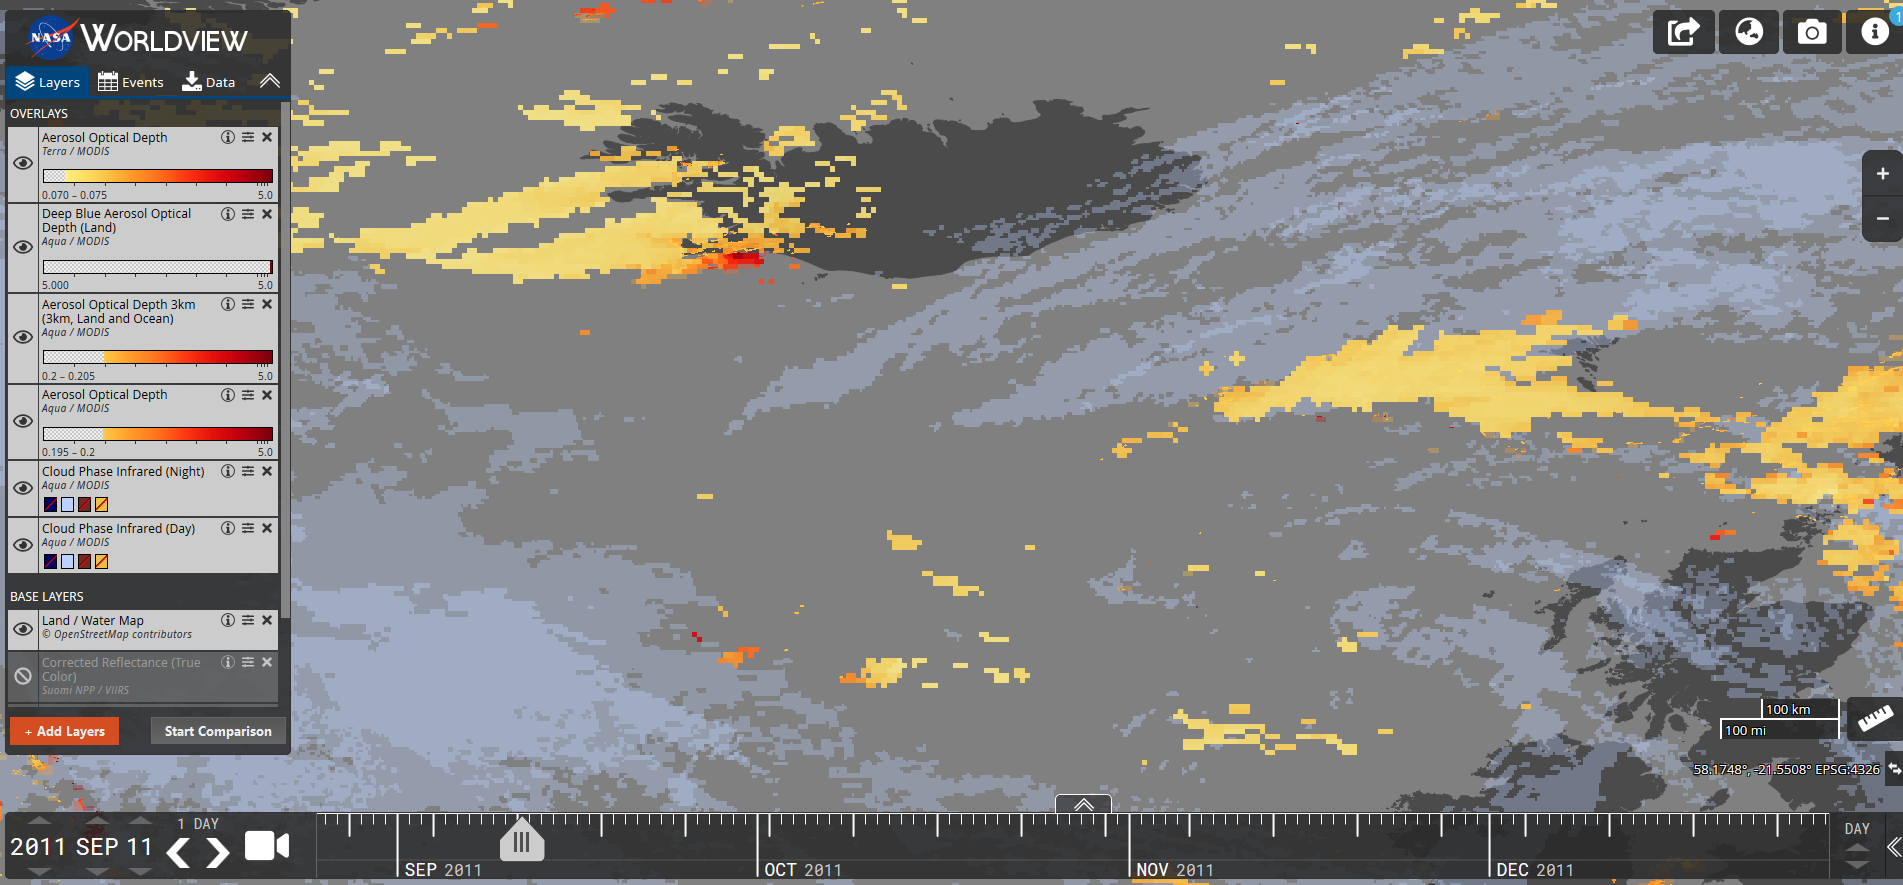 NASA WORLDVIEW
1
Layers Events Data
OVERLAYS
Aerosol Optical Depth
Terra / MODIS
0.070 – 0.075 5.0
Deep Blue Aerosol Optical
Depth (Land)
Aqua / MODIS
5.000 5.0
Aerosol Optical Depth 3km
(3km, Land and Ocean)
Aqua / MODIS
0.2 – 0.205 5.0
Aerosol Optical Depth
Aqua / MODIS
0.195 – 0.2 5.0
Cloud Phase Infrared (Night)
Aqua / MODIS
Cloud Phase Infrared (Day)
Aqua / MODIS
BASE LAYERS
Land / Water Map
© OpenStreetMap contributors
Corrected Reflectance (True
Color)
Suomi NPP / VIIRS
+ Add Layers Start Comparison
+
−
100 km
100 mi
58.1748°, -21.5508° EPSG:4326
1 DAY
2011 SEP 11
SEP 2011 OCT 2011 NOV 2011 DEC 2011
DAY